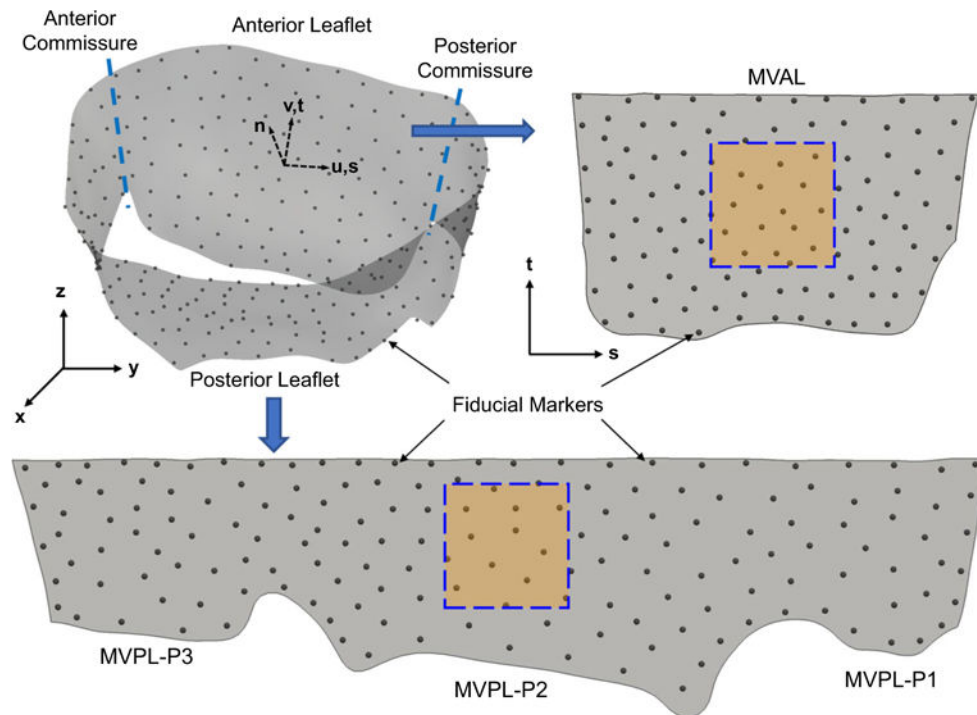 Anterior
Commissure
Anterior Leaflet
Posterior
Commissure
MVAL
v,t
n
u,s
z
y
x
t
s
Posterior Leaflet
Fiducial Markers
MVPL-P3
MVPL-P2
MVPL-P1